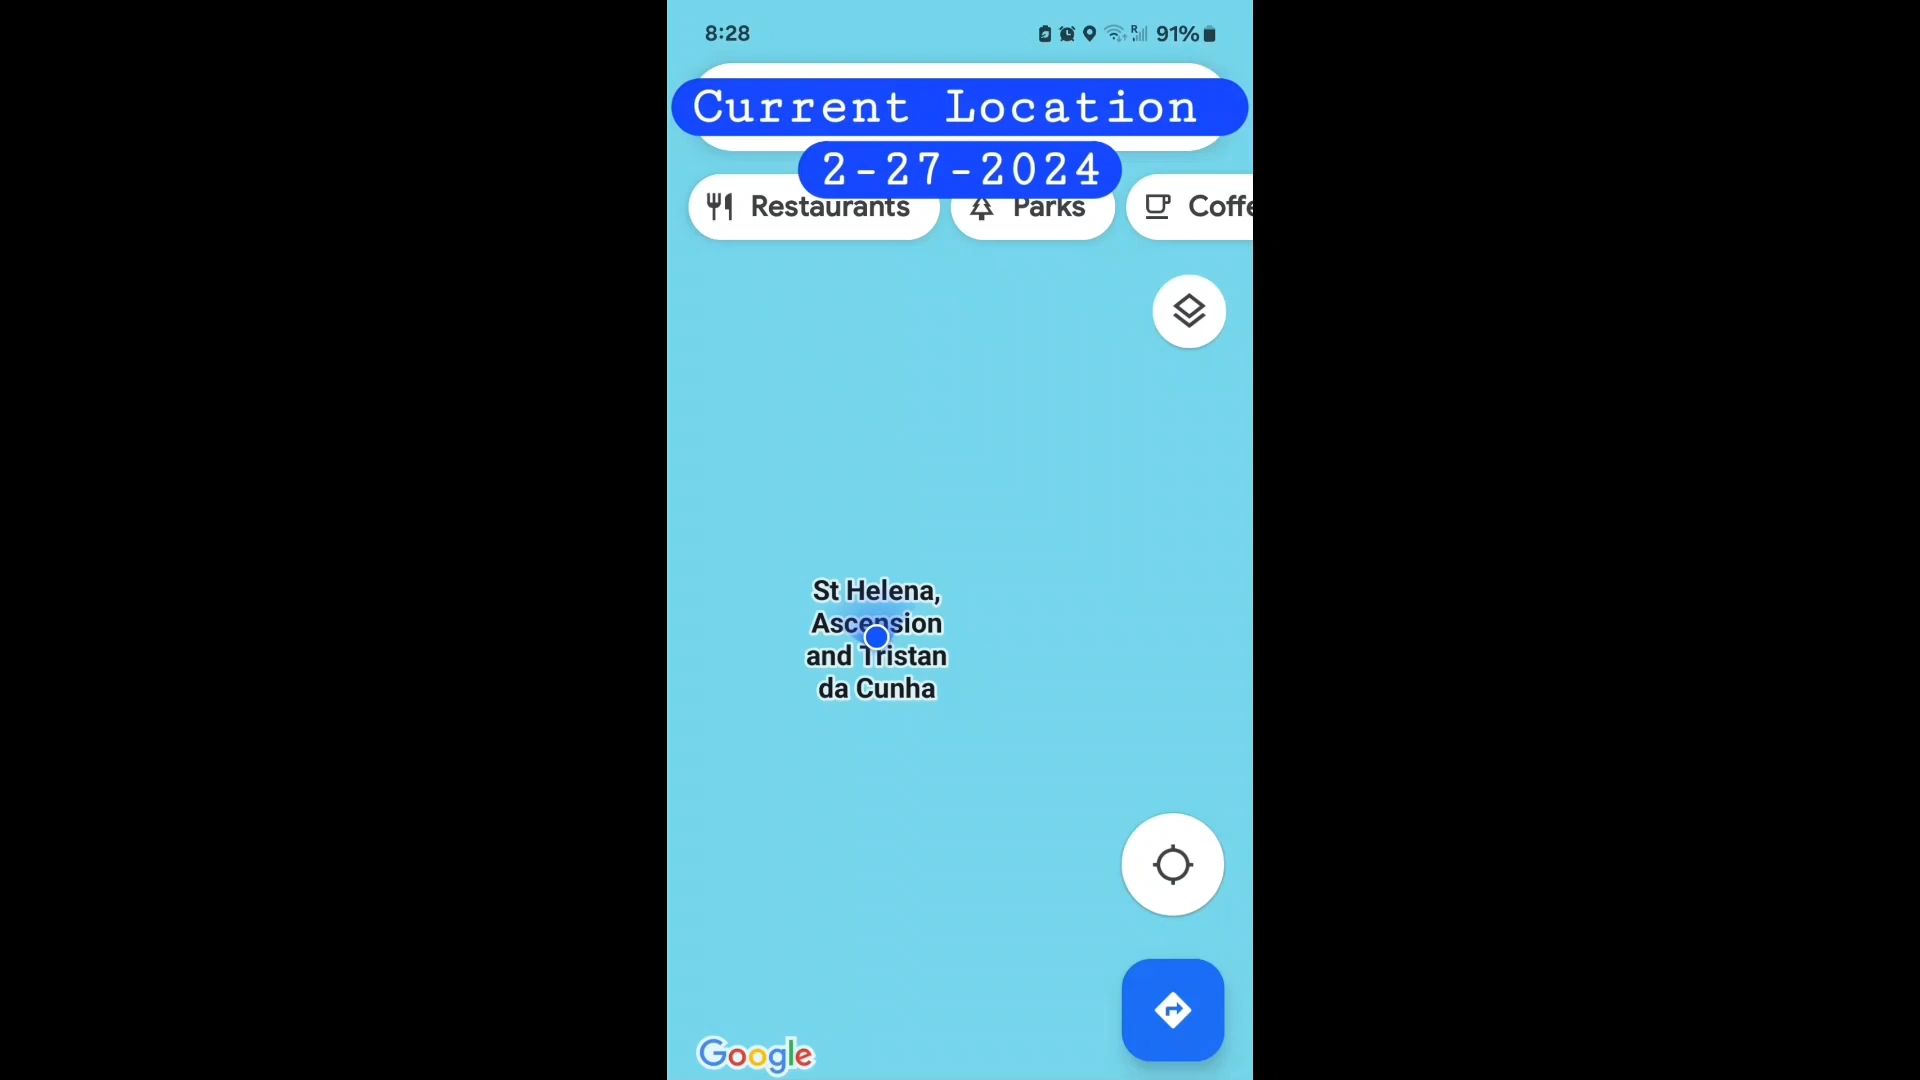 8:28
R
91%
Current Location
2-27-2024
Restaurants
Parks
Coffe
St Helena,
Ascension
and Tristan
da Cunha
Google